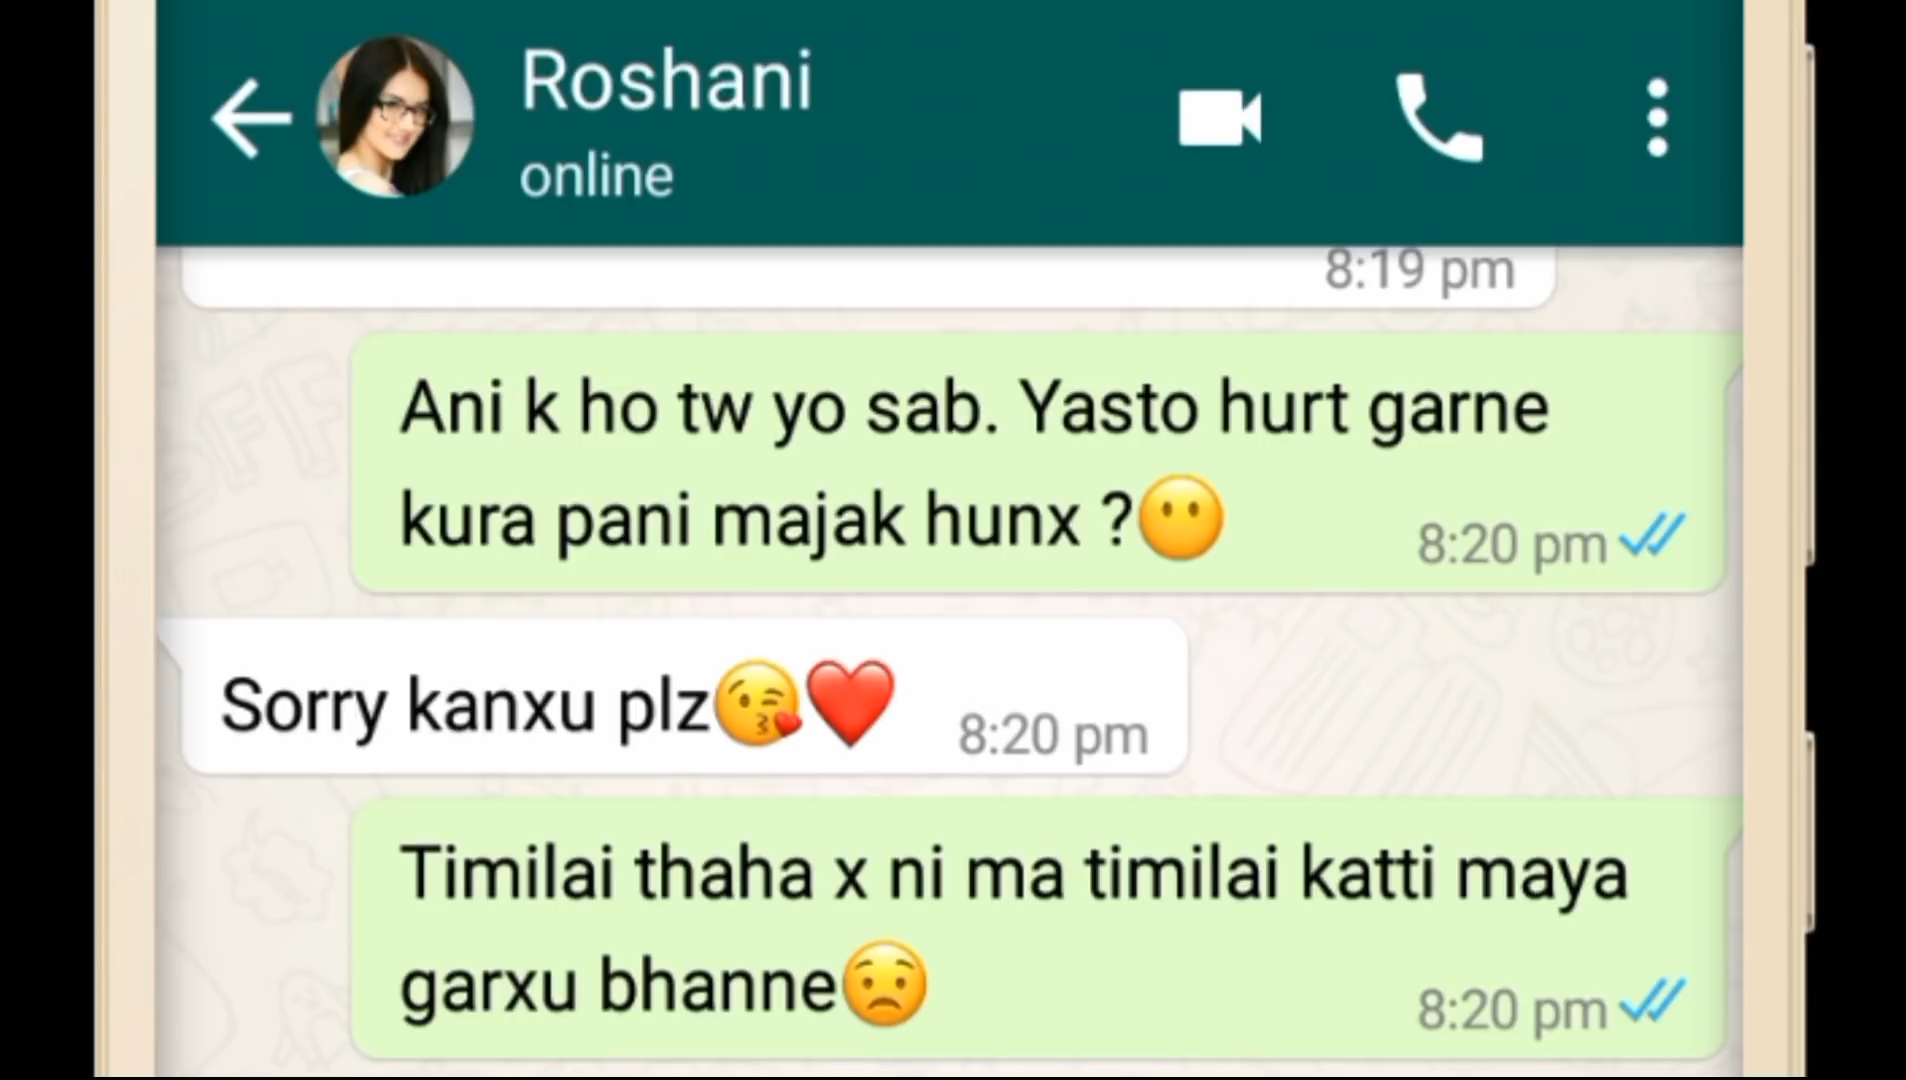 Roshani
online
8:19 pm
Ani k ho tw yo sab. Yasto hurt garne
kura pani majak hunx ?😶
8:20 pm
Sorry kanxu plz😘❤️
8:20 pm
Timilai thaha x ni ma timilai katti maya
garxu bhanne😟
8:20 pm